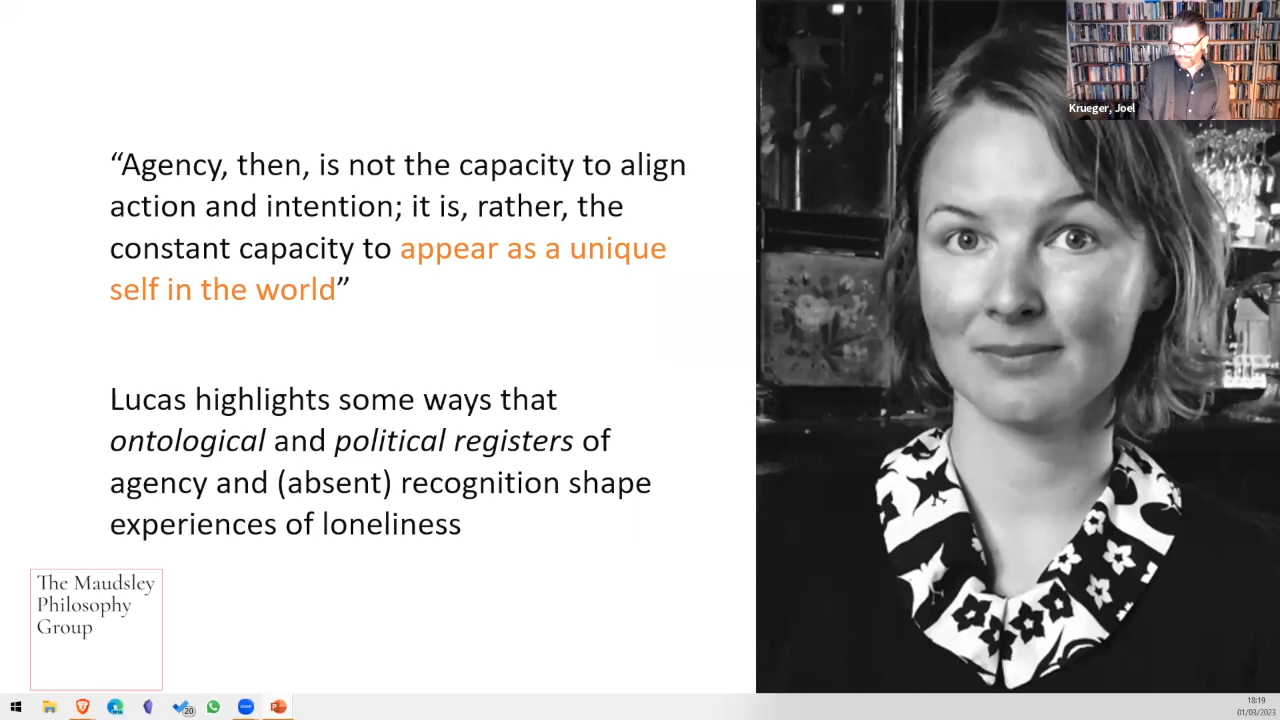 Krueger, Joel
“Agency, then, is not the capacity to align
action and intention; it is, rather, the
constant capacity to appear as a unique
self in the world”
Lucas highlights some ways that
ontological and political registers of
agency and (absent) recognition shape
experiences of loneliness
The Maudsley
Philosophy
Group
20
18:19
01/03/2023